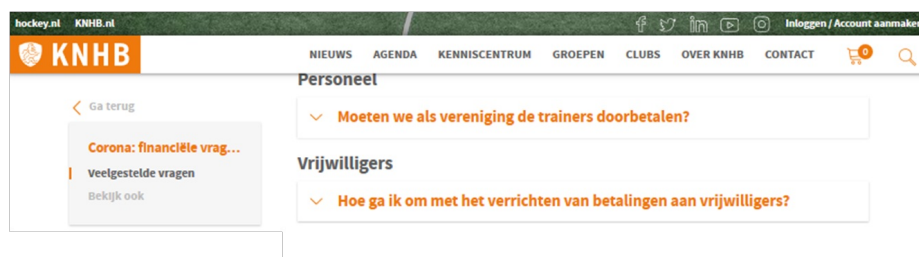 hockey.nl KNHB.nl Inloggen / Account aanmaken
KNHB NIEUWS AGENDA KENNISCENTRUM GROEPEN CLUBS OVER KNHB CONTACT 0
Personeel
Ga terug
Moeten we als vereniging de trainers doorbetalen?
Corona: financiële vrag...
Vrijwilligers
Veelgestelde vragen
Bekijk ook
Hoe ga ik om met het verrichten van betalingen aan vrijwilligers?